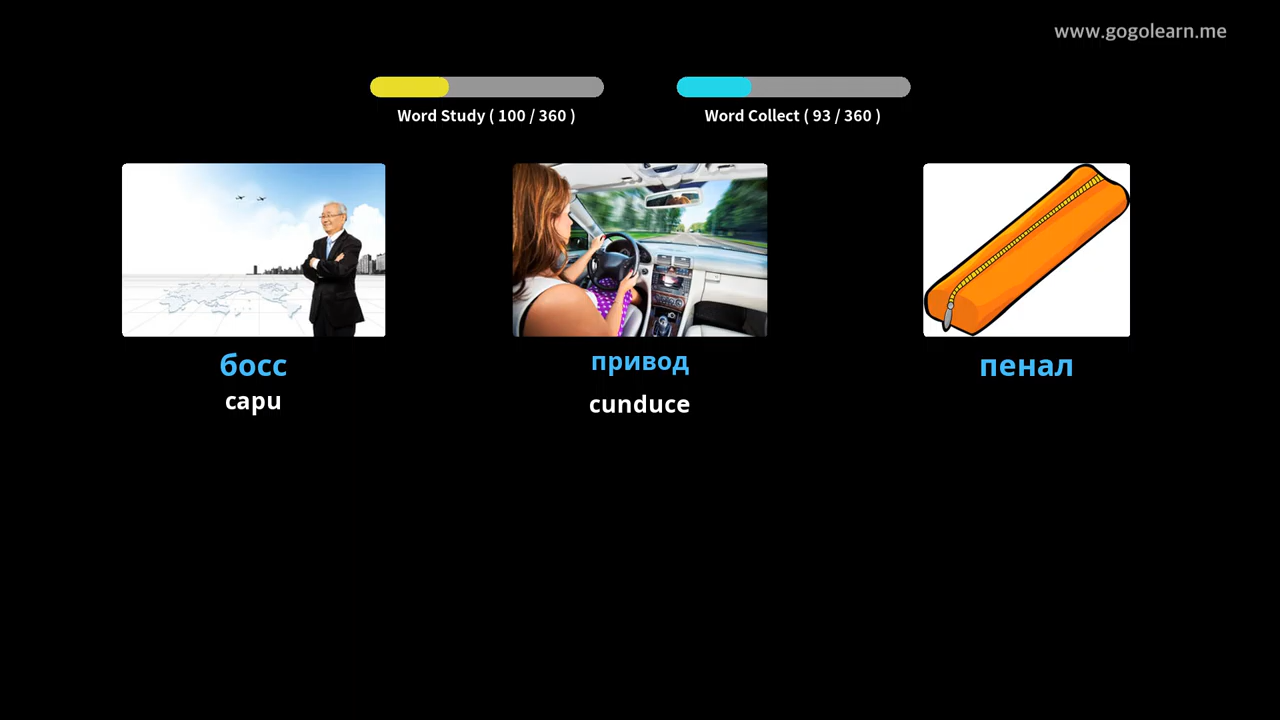 www.gogolearn.me
Word Study ( 100 / 360 )
Word Collect ( 93 / 360 )
босс
capu
привод
cunduce
пенал